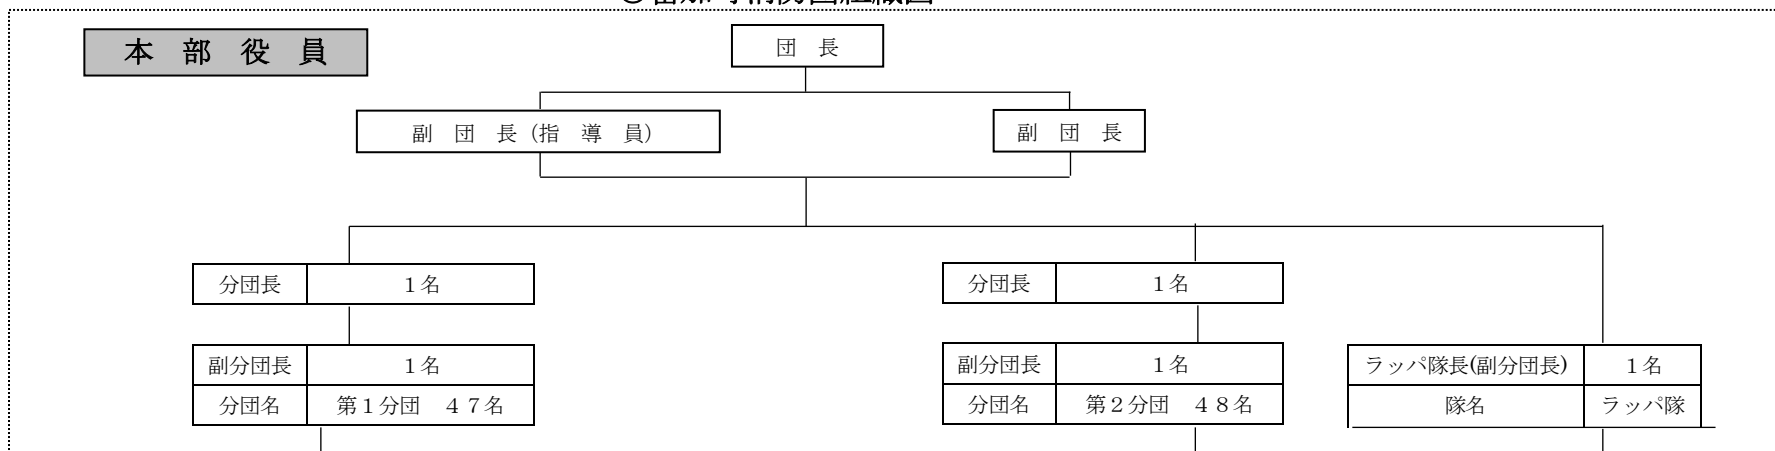 本 部 役 員
団 長
副 団 長 (指 導 員)
副 団 長
分団長 1名
分団長 1名
副分団長 1名
分団名 第1分団 47名
副分団長 1名
分団名 第2分団 48名
ラッパ隊長(副分団長) 1名
隊名 ラッパ隊